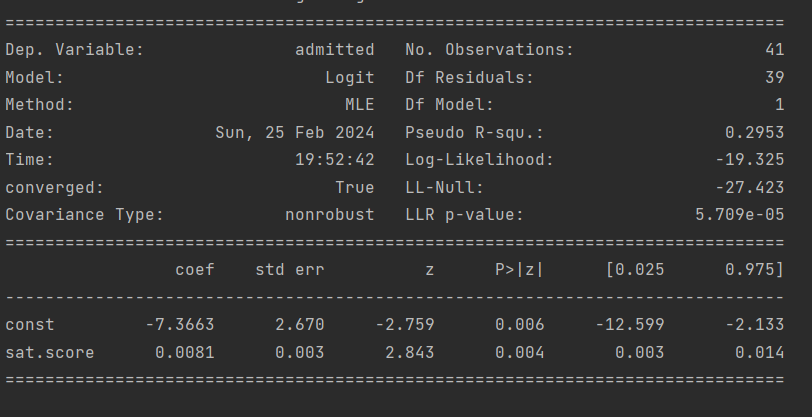 ==============================================================================
Dep. Variable:               admitted   No. Observations:                   41
Model:                          Logit   Df Residuals:                       39
Method:                           MLE   Df Model:                            1
Date:                Sun, 25 Feb 2024   Pseudo R-squ.:                  0.2953
Time:                        19:52:42   Log-Likelihood:                -19.325
converged:                       True   LL-Null:                       -27.423
Covariance Type:            nonrobust   LLR p-value:                 5.709e-05
==============================================================================
                 coef    std err          z      P>|z|      [0.025      0.975]
------------------------------------------------------------------------------
const         -7.3663      2.670     -2.759      0.006     -12.599      -2.133
sat.score      0.0081      0.003      2.843      0.004       0.003       0.014
==============================================================================